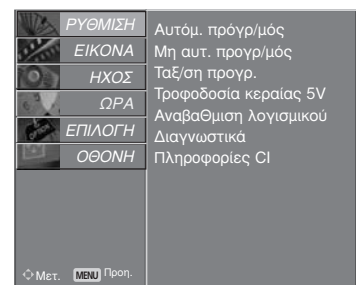 ΡΥΘΜΙΣΗ
ΕΙΚΟΝΑ
ΗΧΟΣ
ΩΡΑ
ΕΠΙΛΟΓΗ
ΟΘΟΝΗ
Αυτόμ. πρόγρ/μός
Μη αυτ. προγρ/μός
Ταξ/ση προγρ.
Τροφοδοσία κεραίας 5V
ΑναβαΘμιση λογισμικού
Διαγνωστικά
Πληροφορίες CI
Μετ. MENU Προη.